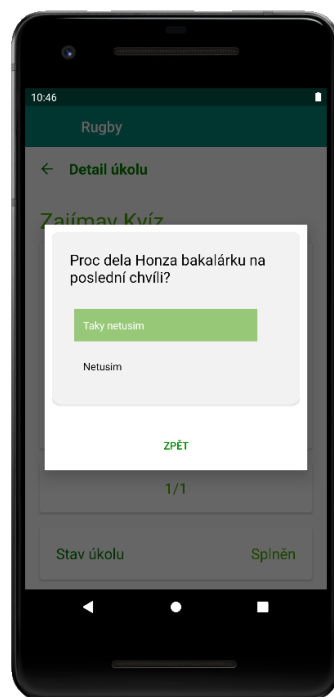 10:46
Rugby
Detail úkolu
Zajímav Kvíz
Proc dela Honza bakalárku na
poslední chvíli?
Taky netusim
Netusim
ZPĚT
1/1
Stav úkolu Splněn